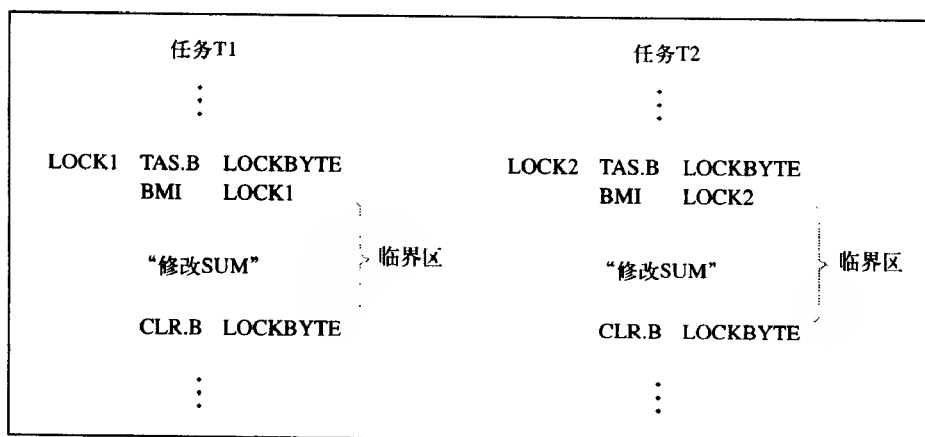 任务T1
LOCK1 TAS.B LOCKBYTE
BMI LOCK1
“修改SUM”
临界区
CLR.B LOCKBYTE
任务T2
LOCK2 TAS.B LOCKBYTE
BMI LOCK2
“修改SUM”
临界区
CLR.B LOCKBYTE